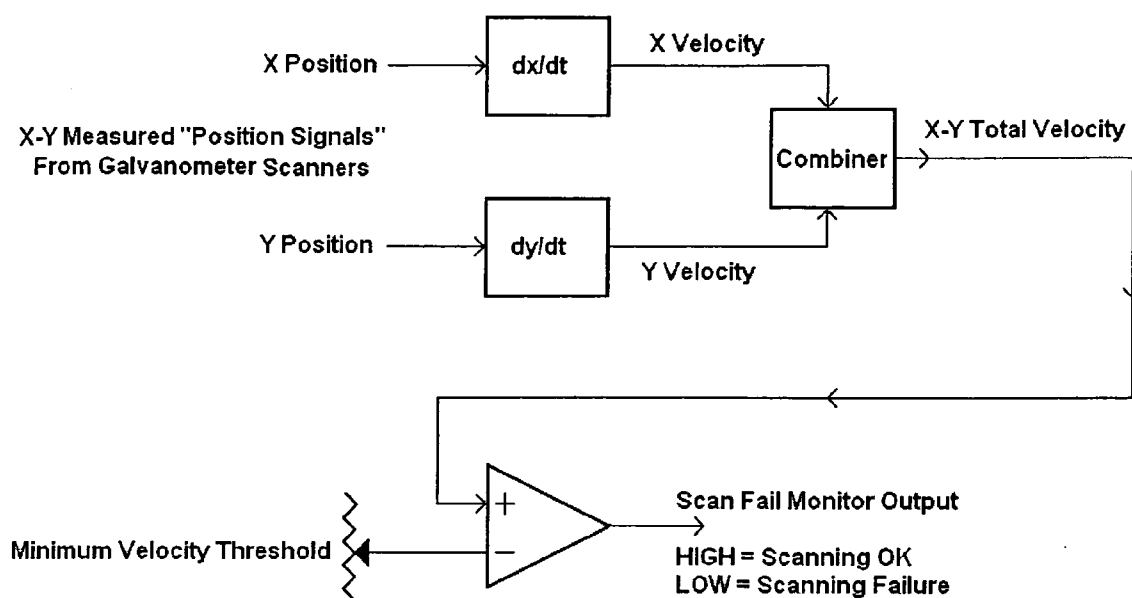 X Velocity
X Position
dx/dt
X-Y Measured "Position Signals"
From Galvanometer Scanners
Combiner
X-Y Total Velocity
Y Position
dy/dt
Y Velocity
+
−
Minimum Velocity Threshold
Scan Fail Monitor Output
HIGH = Scanning OK
LOW = Scanning Failure